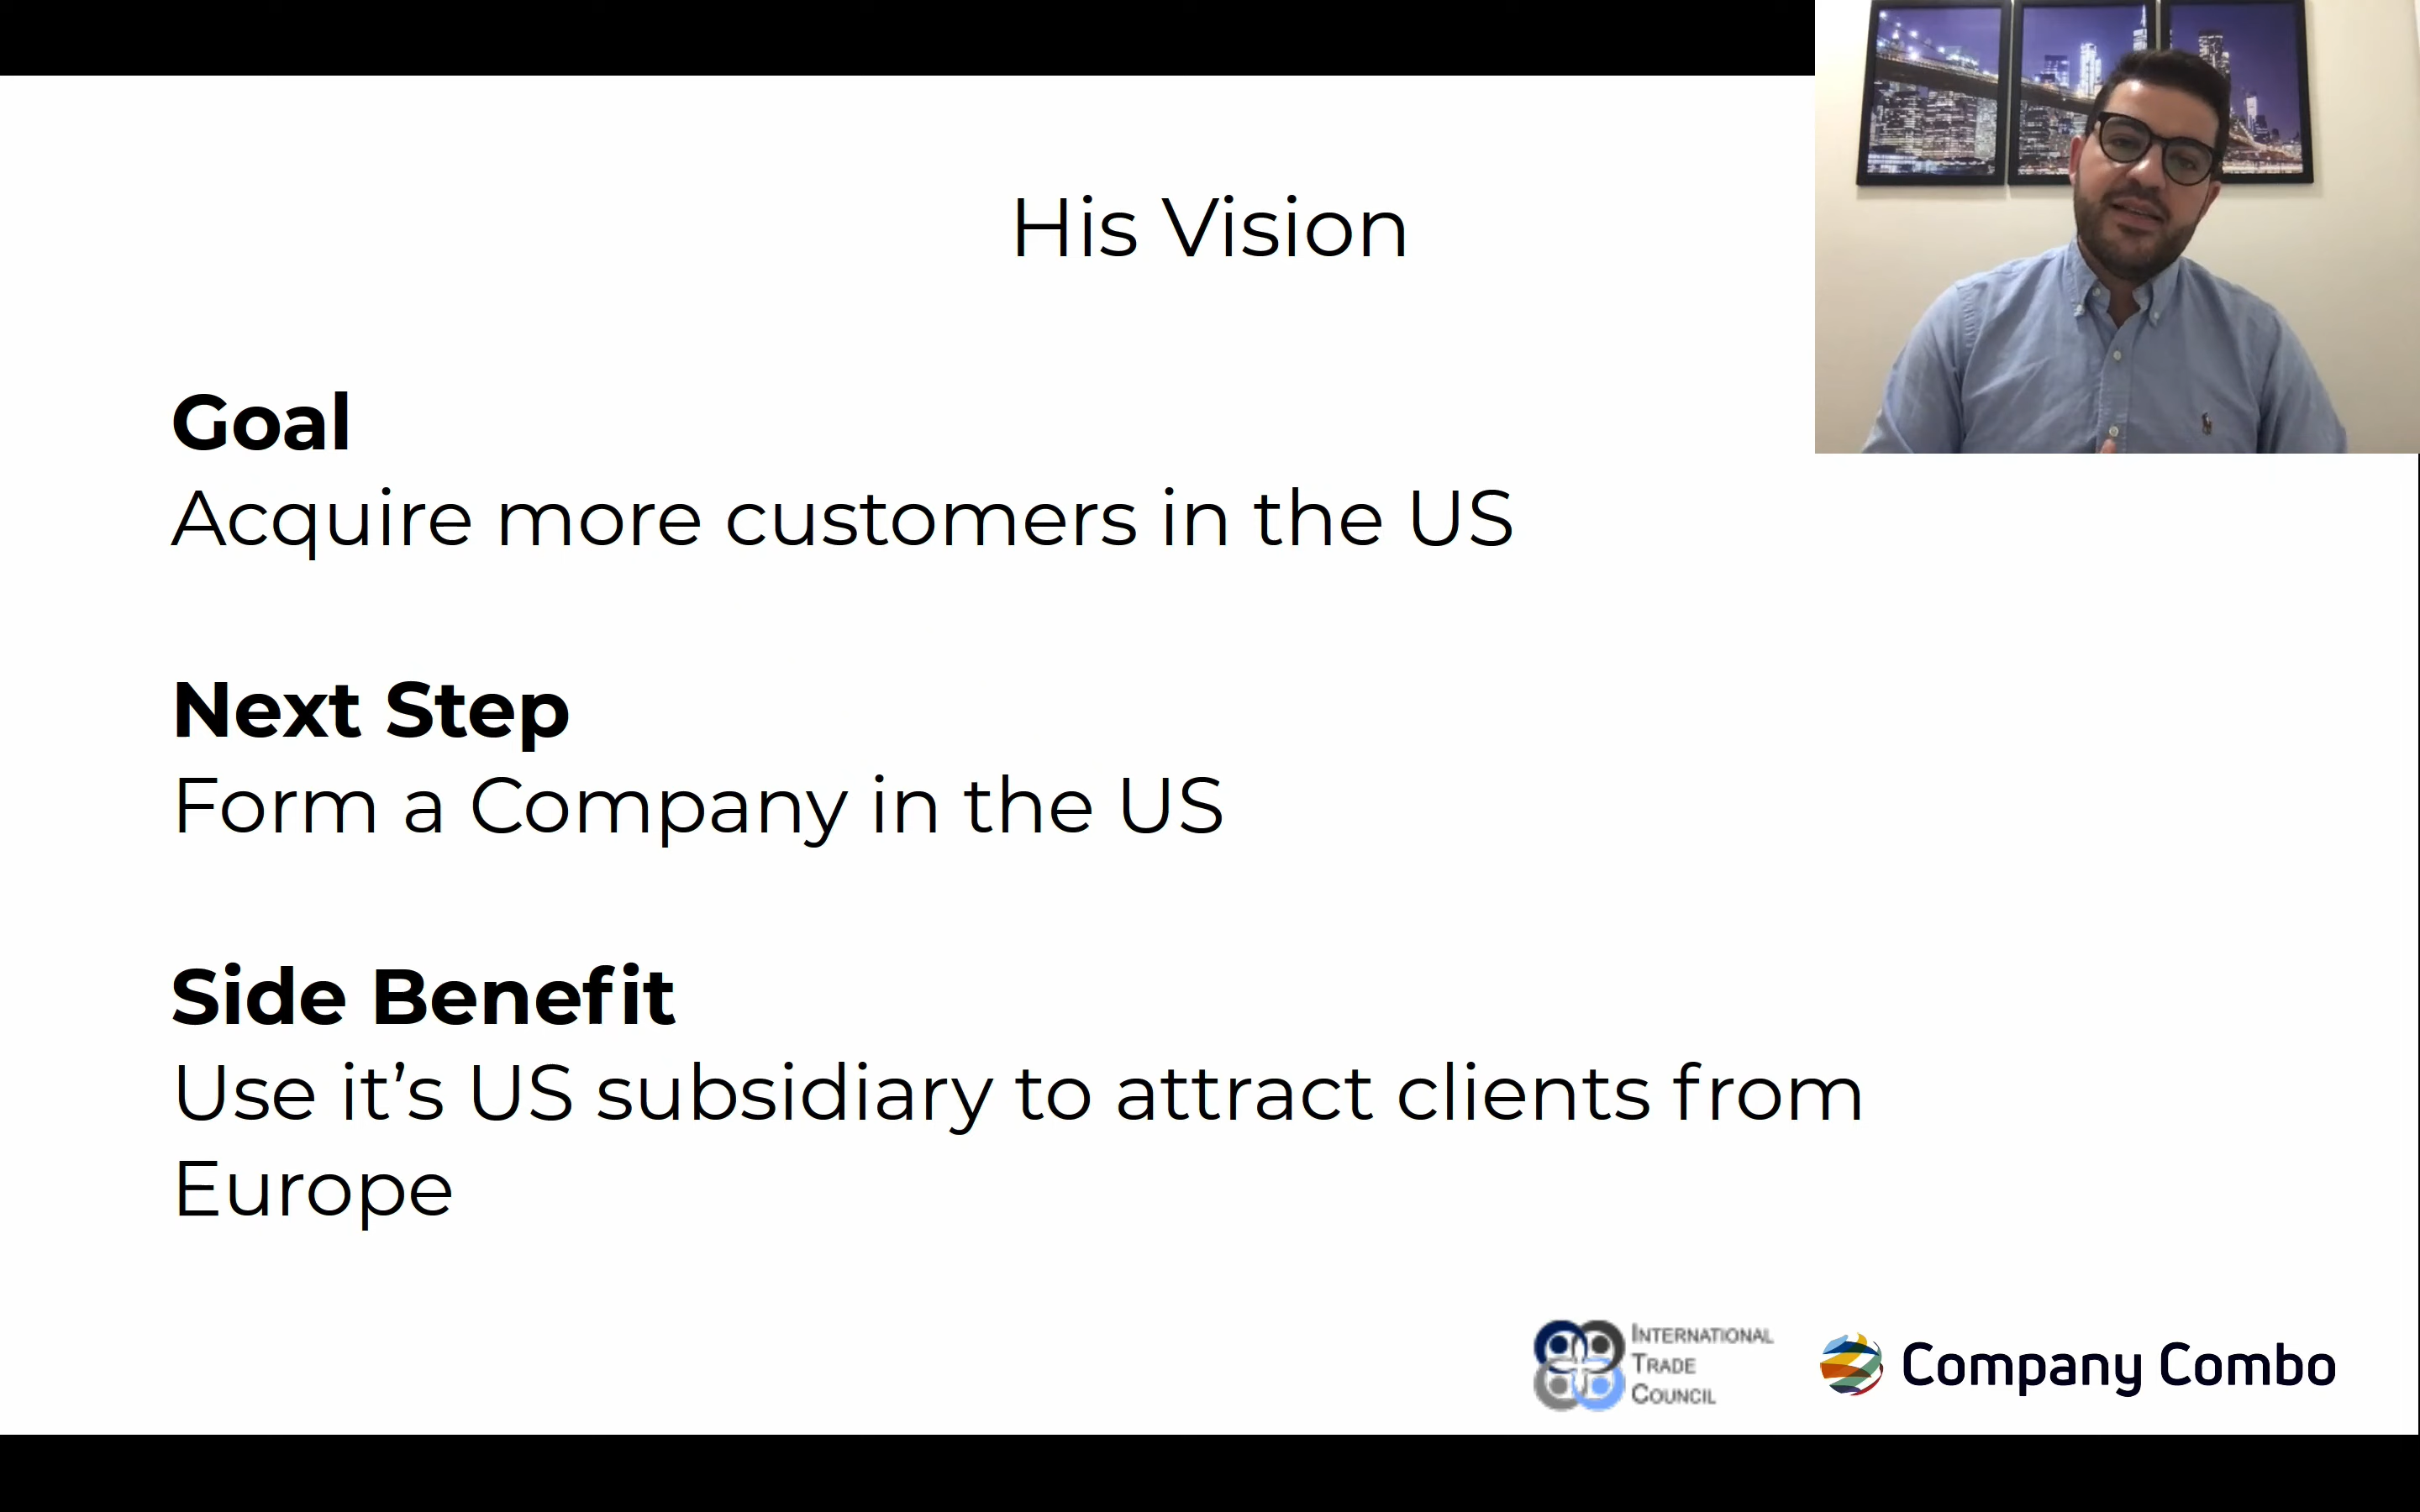 His Vision
Goal
Acquire more customers in the US
Next Step
Form a Company in the US
Side Benefit
Use it’s US subsidiary to attract clients from
Europe
INTERNATIONAL
TRADE
COUNCIL
Company Combo